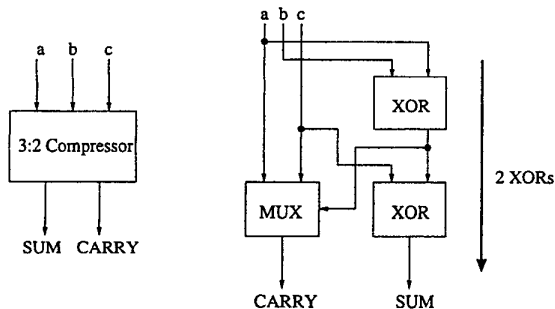 a b c
3:2 Compressor
SUM CARRY
a b c
XOR
MUX
XOR
2 XORs
CARRY
SUM